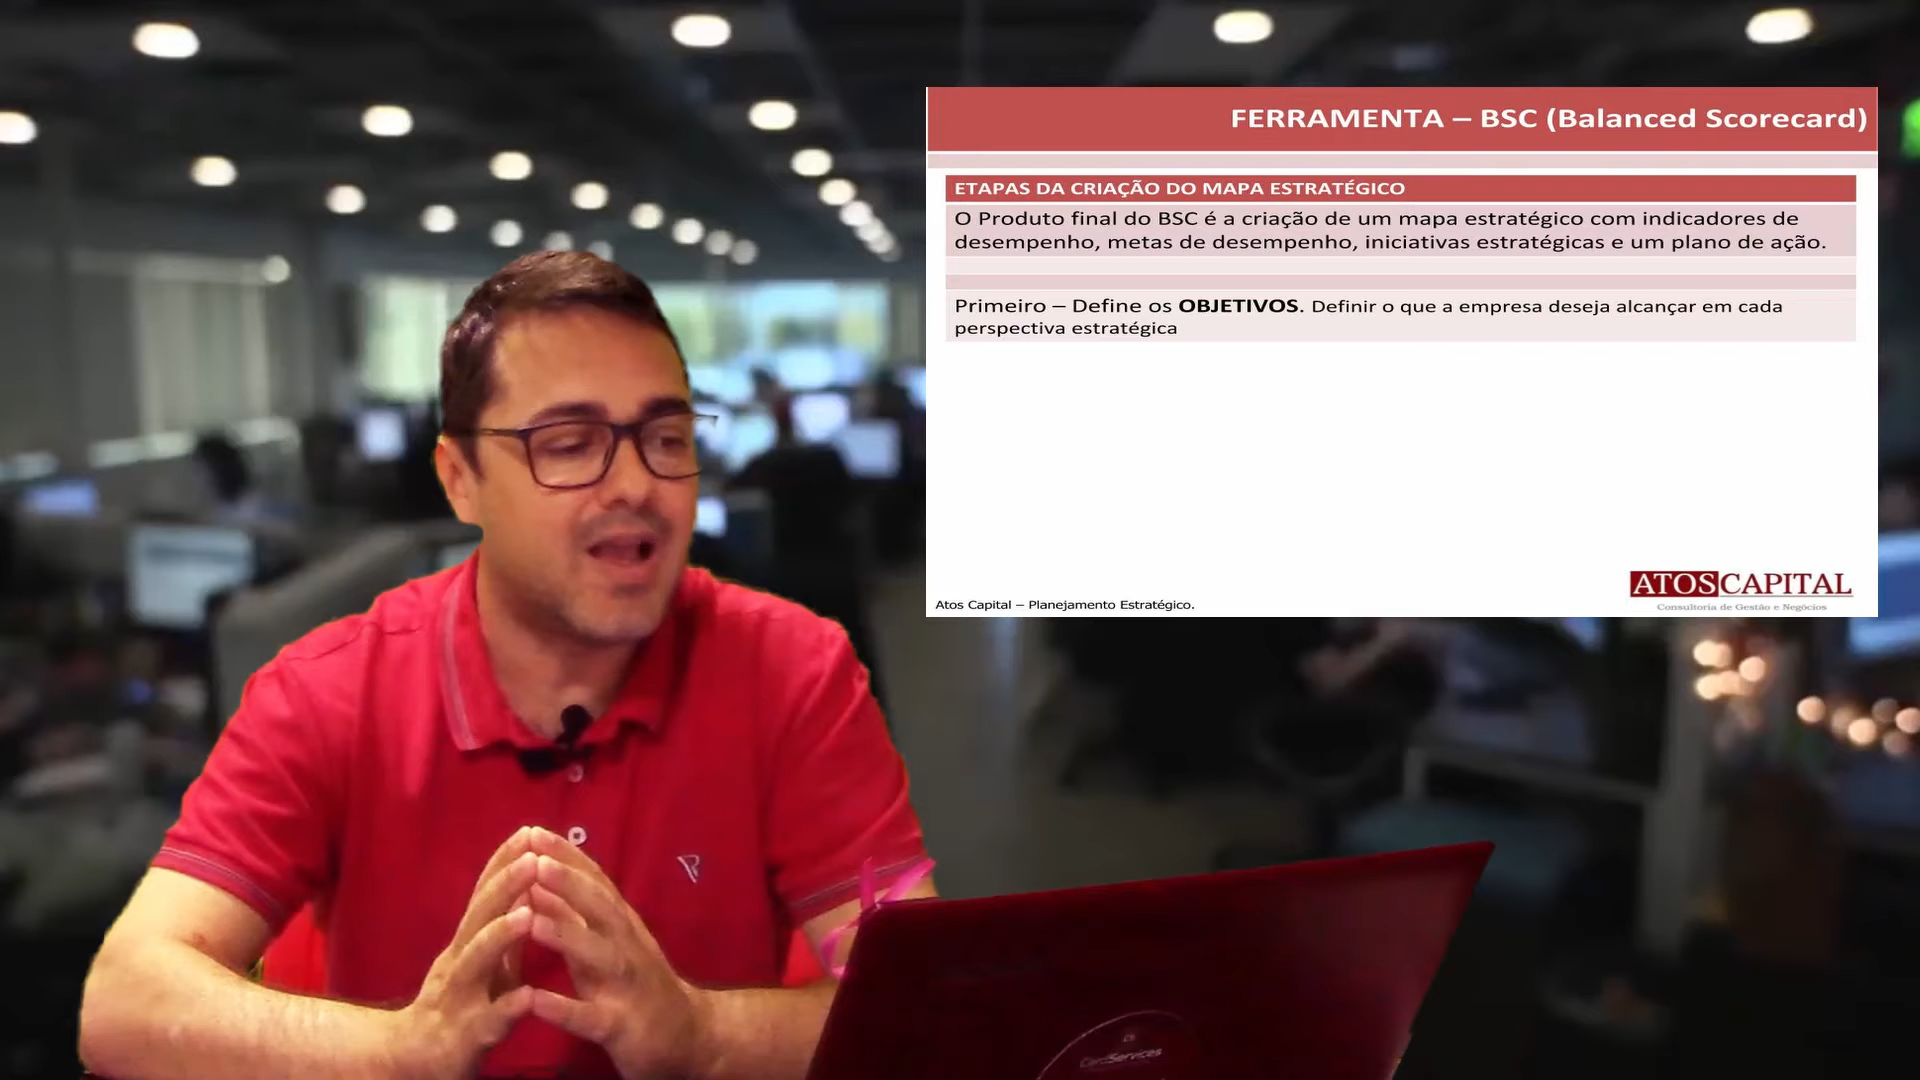 FERRAMENTA – BSC (Balanced Scorecard)
ETAPAS DA CRIAÇÃO DO MAPA ESTRATÉGICO
O Produto final do BSC é a criação de um mapa estratégico com indicadores de
desempenho, metas de desempenho, iniciativas estratégicas e um plano de ação.
Primeiro – Define os OBJETIVOS. Definir o que a empresa deseja alcançar em cada
perspectiva estratégica
ATOSCAPITAL
Consultoria de Gestão e Negócios
Atos Capital – Planejamento Estratégico.
CardServices